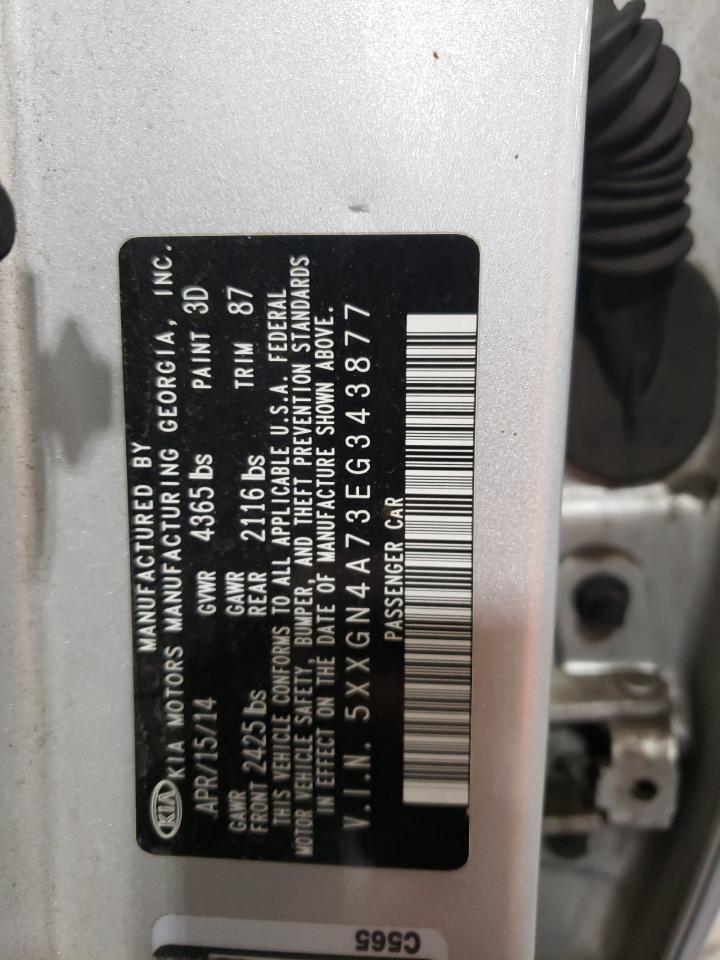 MANUFACTURED BY
KIA KIA MOTORS MANUFACTURING GEORGIA, INC.
APR/15/14 GVWR 4365 lbs PAINT 3D
GAWR FRONT 2425 lbs GAWR REAR 2116 lbs TRIM 87
THIS VEHICLE CONFORMS TO ALL APPLICABLE U.S.A. FEDERAL
MOTOR VEHICLE SAFETY, BUMPER, AND THEFT PREVENTION STANDARDS
IN EFFECT ON THE DATE OF MANUFACTURE SHOWN ABOVE.
V.I.N. 5XXGN4A73EG343877
PASSENGER CAR
C565